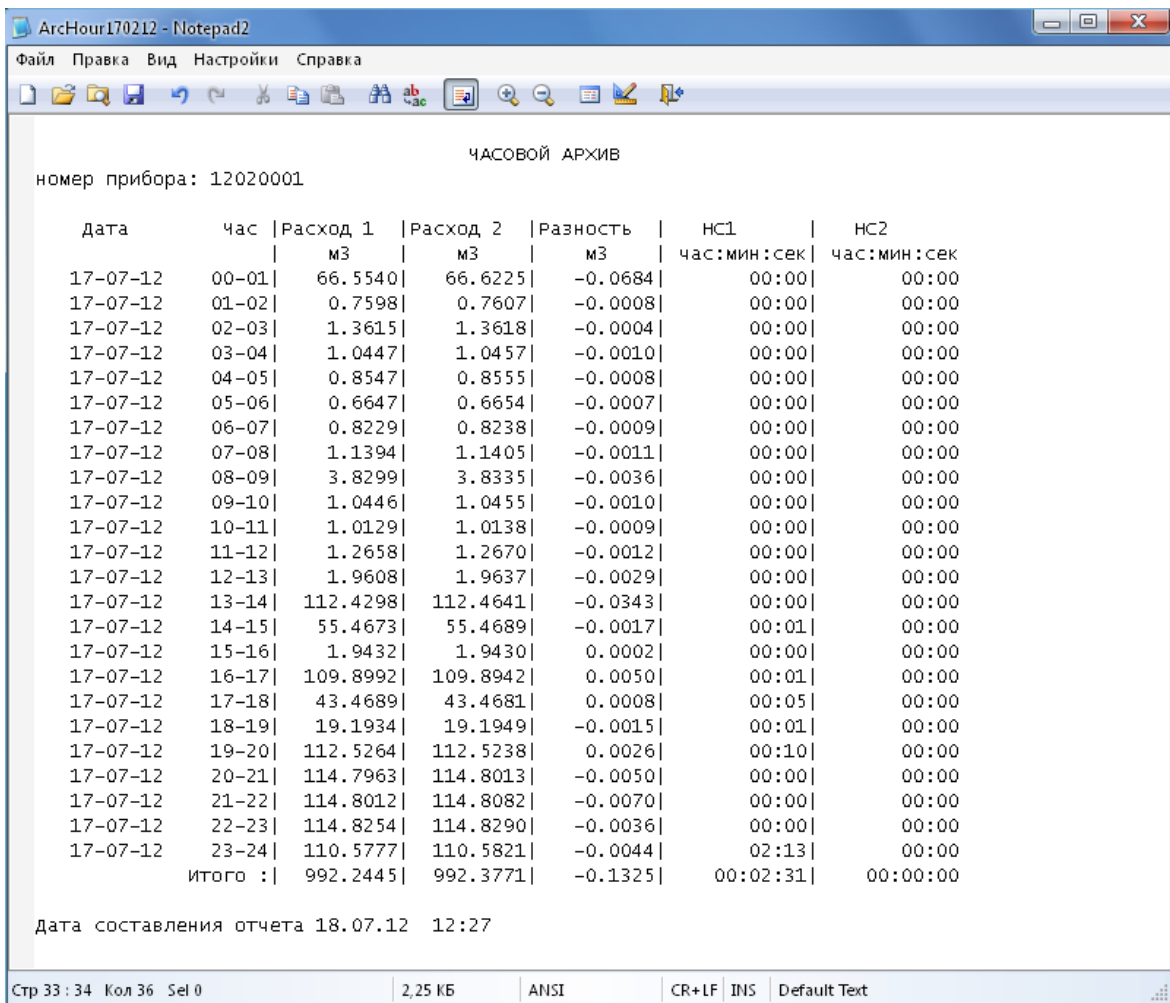 ArcHour170212 - Notepad2
Файл Правка Вид Настройки Справка
ЧАСОВОЙ АРХИВ
номер прибора: 12020001
Дата Час |Расход 1 |Расход 2 |Разность | НС1 | НС2
| м3 | м3 | м3 | час:мин:сек| час:мин:сек
17-07-12 00-01| 66.5540| 66.6225| -0.0684| 00:00| 00:00
17-07-12 01-02| 0.7598| 0.7607| -0.0008| 00:00| 00:00
17-07-12 02-03| 1.3615| 1.3618| -0.0004| 00:00| 00:00
17-07-12 03-04| 1.0447| 1.0457| -0.0010| 00:00| 00:00
17-07-12 04-05| 0.8547| 0.8555| -0.0008| 00:00| 00:00
17-07-12 05-06| 0.6647| 0.6654| -0.0007| 00:00| 00:00
17-07-12 06-07| 0.8229| 0.8238| -0.0009| 00:00| 00:00
17-07-12 07-08| 1.1394| 1.1405| -0.0011| 00:00| 00:00
17-07-12 08-09| 3.8299| 3.8335| -0.0036| 00:00| 00:00
17-07-12 09-10| 1.0446| 1.0455| -0.0010| 00:00| 00:00
17-07-12 10-11| 1.0129| 1.0138| -0.0009| 00:00| 00:00
17-07-12 11-12| 1.2658| 1.2670| -0.0012| 00:00| 00:00
17-07-12 12-13| 1.9608| 1.9637| -0.0029| 00:00| 00:00
17-07-12 13-14| 112.4298| 112.4641| -0.0343| 00:00| 00:00
17-07-12 14-15| 55.4673| 55.4689| -0.0017| 00:01| 00:00
17-07-12 15-16| 1.9432| 1.9430| 0.0002| 00:00| 00:00
17-07-12 16-17| 109.8992| 109.8942| 0.0050| 00:01| 00:00
17-07-12 17-18| 43.4689| 43.4681| 0.0008| 00:05| 00:00
17-07-12 18-19| 19.1934| 19.1949| -0.0015| 00:01| 00:00
17-07-12 19-20| 112.5264| 112.5238| 0.0026| 00:10| 00:00
17-07-12 20-21| 114.7963| 114.8013| -0.0050| 00:00| 00:00
17-07-12 21-22| 114.8012| 114.8082| -0.0070| 00:00| 00:00
17-07-12 22-23| 114.8254| 114.8290| -0.0036| 00:00| 00:00
17-07-12 23-24| 110.5777| 110.5821| -0.0044| 02:13| 00:00
Итого :| 992.2445| 992.3771| -0.1325| 00:02:31| 00:00:00
Дата составления отчета 18.07.12 12:27
Стр 33 : 34 Кол 36 Sel 0 2,25 КБ ANSI CR+LF INS Default Text